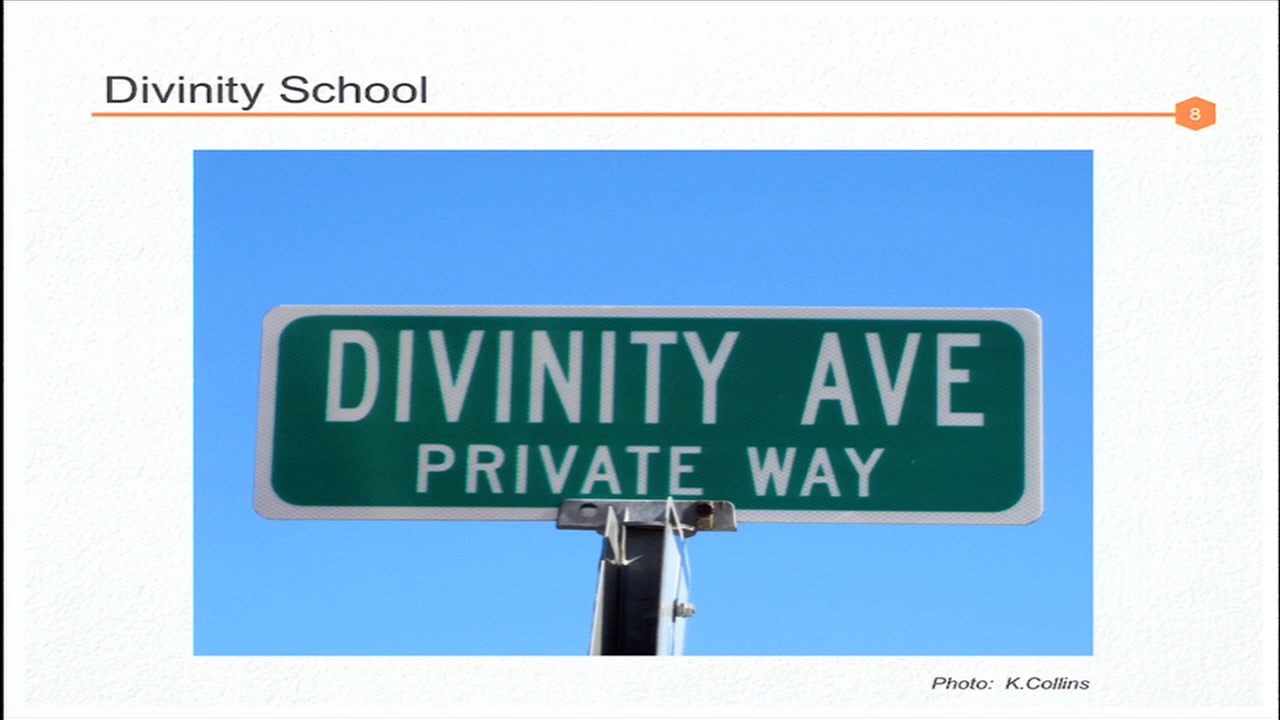 Divinity School
8
DIVINITY AVE
PRIVATE WAY
Photo: K.Collins